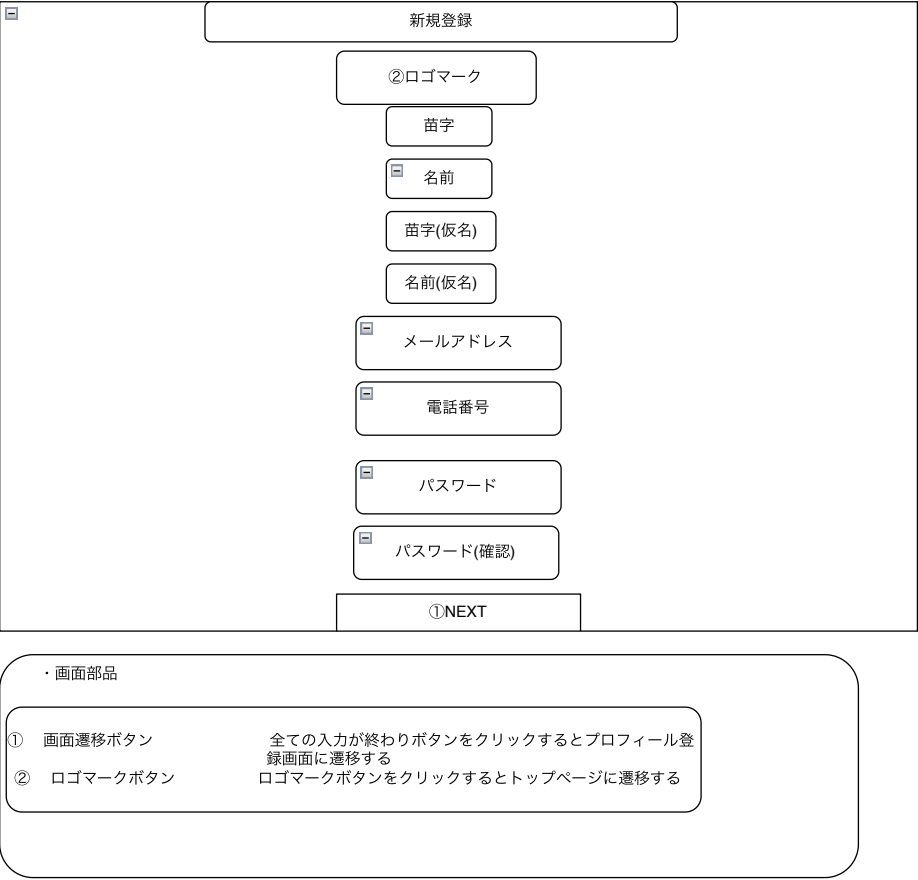 新規登録
②ロゴマーク
苗字
名前
苗字(仮名)
名前(仮名)
メールアドレス
電話番号
パスワード
パスワード(確認)
①NEXT
・画面部品
① 画面遷移ボタン 全ての入力が終わりボタンをクリックするとプロフィール登
録画面に遷移する
② ロゴマークボタン ロゴマークボタンをクリックするとトップページに遷移する